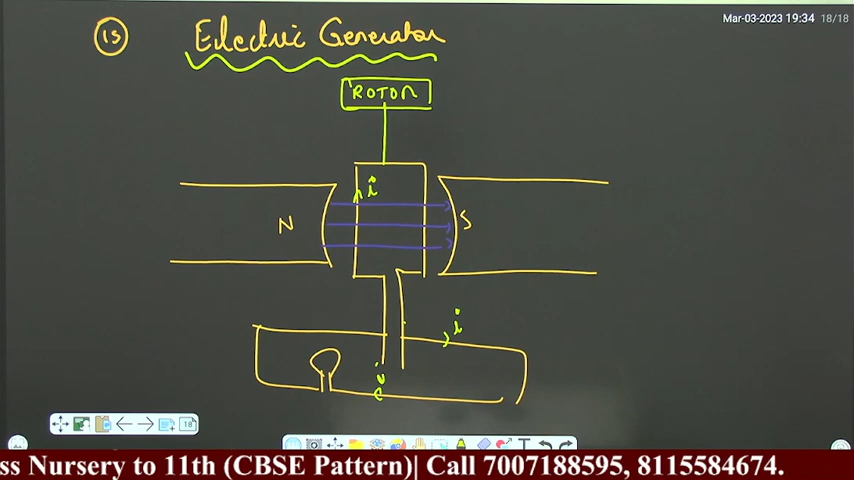 Mar-03-2023 19:34 18/18
15 Electric Generator
ROTOR
i
N S
i
i
18
ss Nursery to 11th (CBSE Pattern)| Call 7007188595, 8115584674.